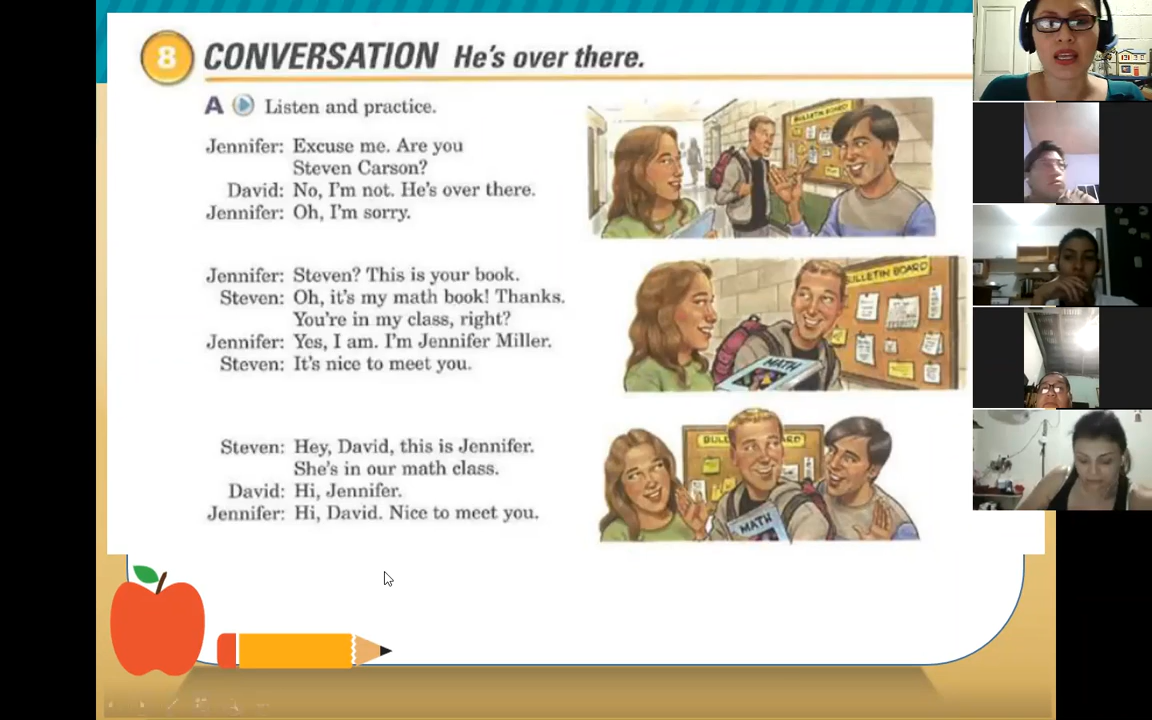 8 CONVERSATION He's over there.
A Listen and practice.
Jennifer: Excuse me. Are you
Steven Carson?
David: No, I'm not. He's over there.
Jennifer: Oh, I'm sorry.
BULLETIN BOARD
Jennifer: Steven? This is your book.
Steven: Oh, it's my math book! Thanks.
You're in my class, right?
Jennifer: Yes, I am. I'm Jennifer Miller.
Steven: It's nice to meet you.
BULLETIN BOARD
MATH
Steven: Hey, David, this is Jennifer.
She's in our math class.
David: Hi, Jennifer.
Jennifer: Hi, David. Nice to meet you.
MATH